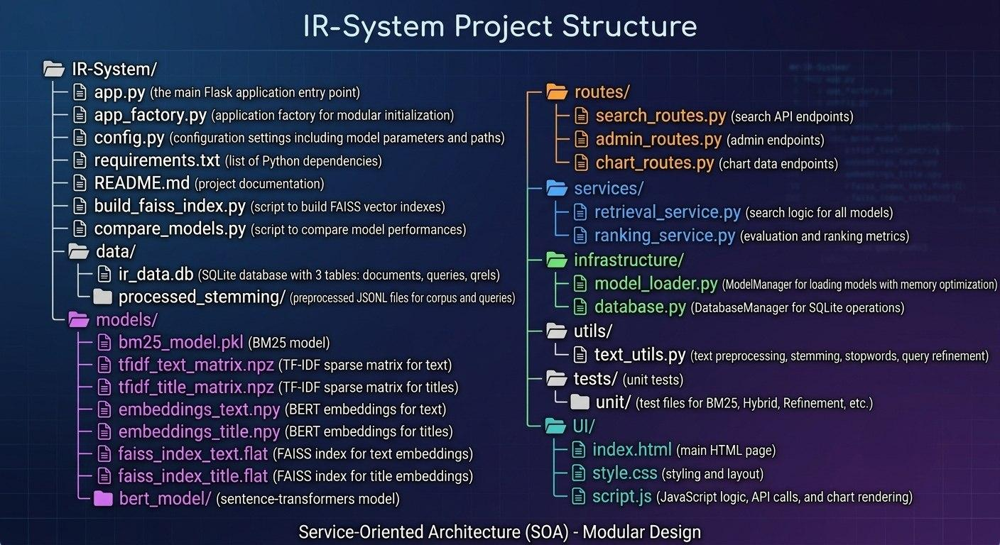 IR-System Project Structure
IR-System/
app.py (the main Flask application entry point)
app_factory.py (application factory for modular initialization)
config.py (configuration settings including model parameters and paths)
requirements.txt (list of Python dependencies)
README.md (project documentation)
build_faiss_index.py (script to build FAISS vector indexes)
compare_models.py (script to compare model performances)
data/
ir_data.db (SQLite database with 3 tables: documents, queries, qrels)
processed_stemming/ (preprocessed JSONL files for corpus and queries)
models/
bm25_model.pkl (BM25 model)
tfidf_text_matrix.npz (TF-IDF sparse matrix for text)
tfidf_title_matrix.npz (TF-IDF sparse matrix for titles)
embeddings_text.npy (BERT embeddings for text)
embeddings_title.npy (BERT embeddings for titles)
faiss_index_text.flat (FAISS index for text embeddings)
faiss_index_title.flat (FAISS index for title embeddings)
bert_model/ (sentence-transformers model)
routes/
search_routes.py (search API endpoints)
admin_routes.py (admin endpoints)
chart_routes.py (chart data endpoints)
services/
retrieval_service.py (search logic for all models)
ranking_service.py (evaluation and ranking metrics)
infrastructure/
model_loader.py (ModelManager for loading models with memory optimization)
database.py (DatabaseManager for SQLite operations)
utils/
text_utils.py (text preprocessing, stemming, stopwords, query refinement)
tests/ (unit tests)
unit/ (test files for BM25, Hybrid, Refinement, etc.)
UI/
index.html (main HTML page)
style.css (styling and layout)
script.js (JavaScript logic, API calls, and chart rendering)
Service-Oriented Architecture (SOA) - Modular Design